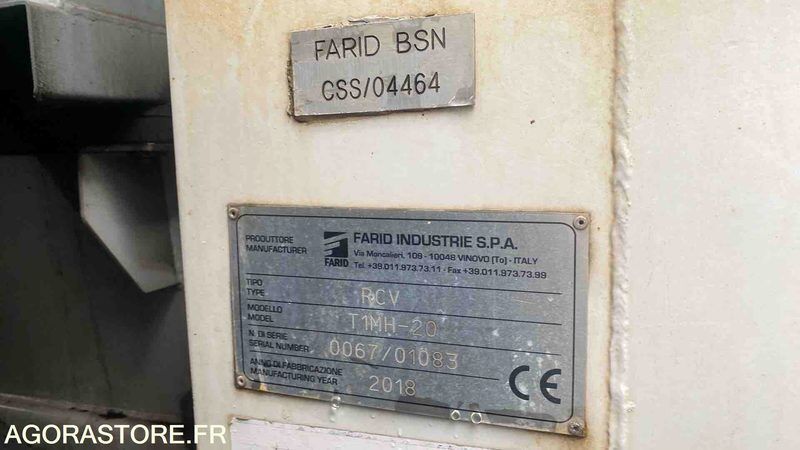 FARID BSN
CSS/04464
PRODUTTORE
MANUFACTURER
FARID
FARID INDUSTRIE S.P.A.
Via Moncalieri, 109 - 10048 VINOVO [To] - ITALY
Tel. +39.011.973.73.11 - Fax +39.011.973.73.99
TIPO
TYPE
RCV
MODELLO
MODEL
T1MH-20
N. DI SERIE
SERIAL NUMBER
0067/01083
ANNO DI FABBRICAZIONE
MANUFACTURING YEAR
2018
CE
AGORASTORE.FR